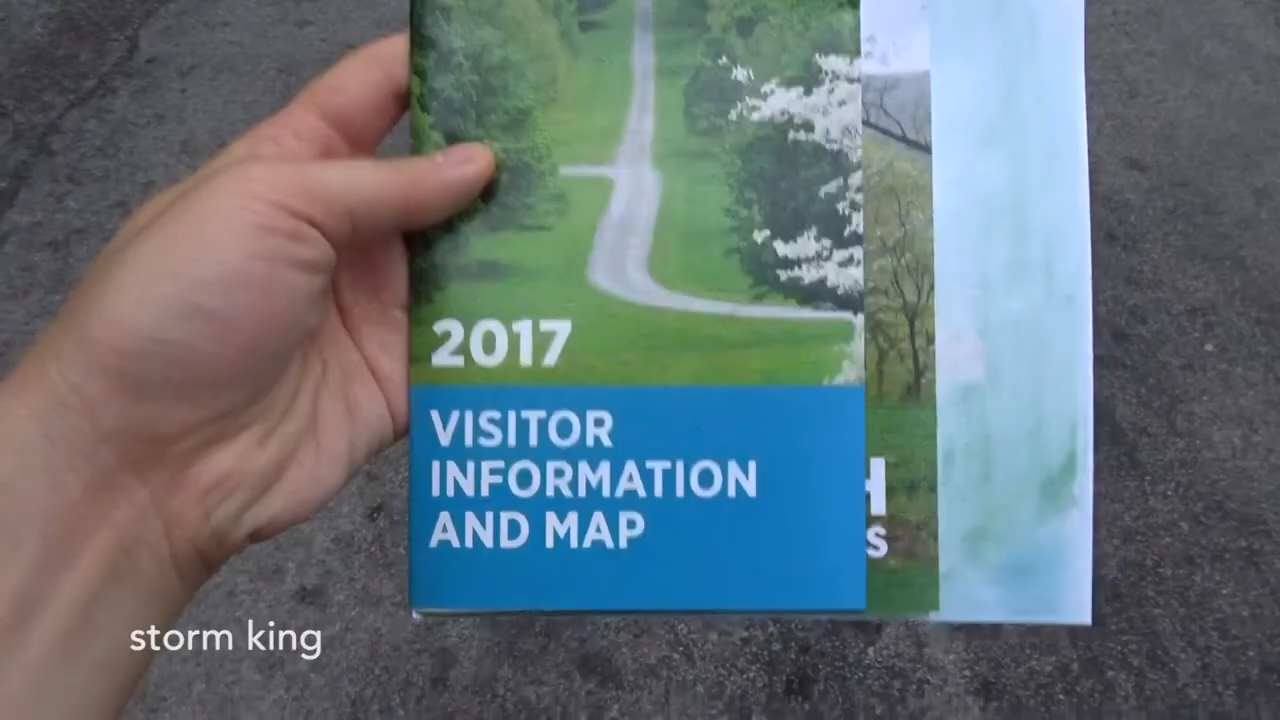 2017
VISITOR
INFORMATION
AND MAP
H
S
storm king